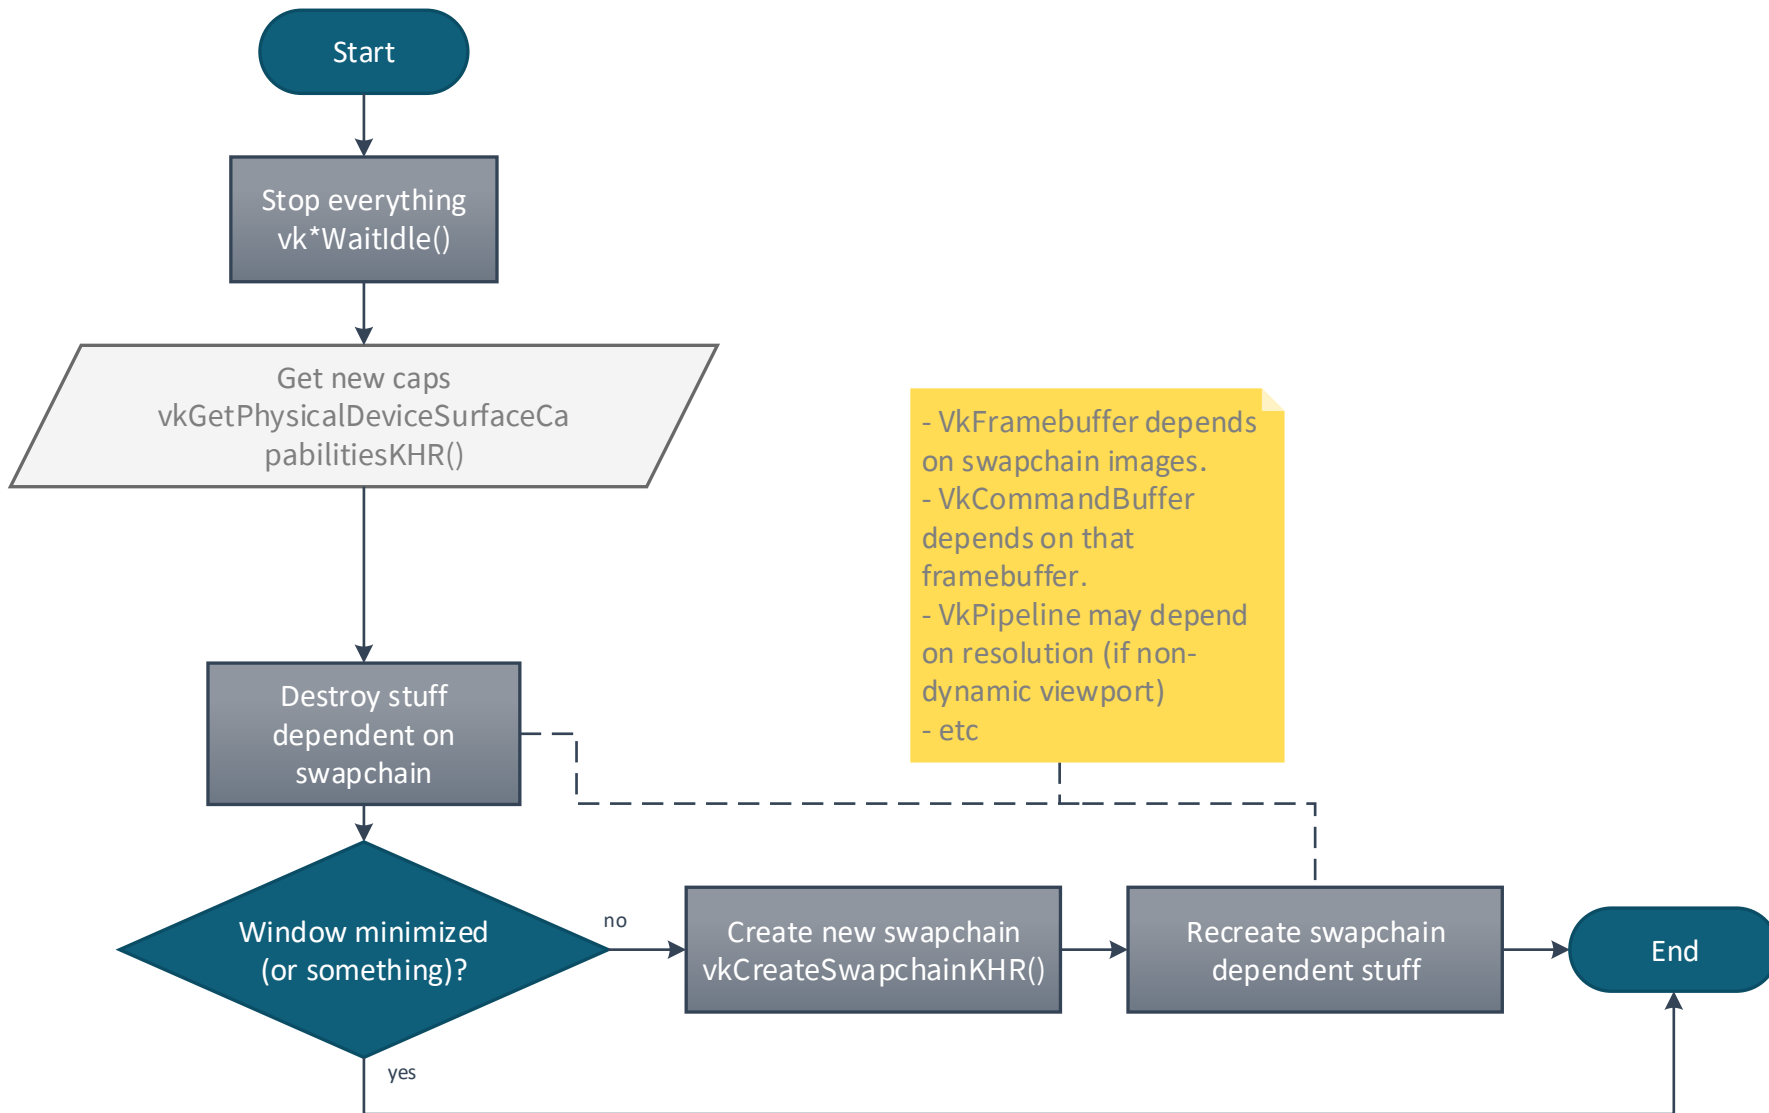 Start
Stop everything
vk*WaitIdle()
Get new caps
vkGetPhysicalDeviceSurfaceCa
pabilitiesKHR()
- VkFramebuffer depends
on swapchain images.
- VkCommandBuffer
depends on that
framebuffer.
- VkPipeline may depend
on resolution (if non-
dynamic viewport)
- etc
Destroy stuff
dependent on
swapchain
Window minimized
(or something)?
no
Create new swapchain
vkCreateSwapchainKHR()
Recreate swapchain
dependent stuff
End
yes